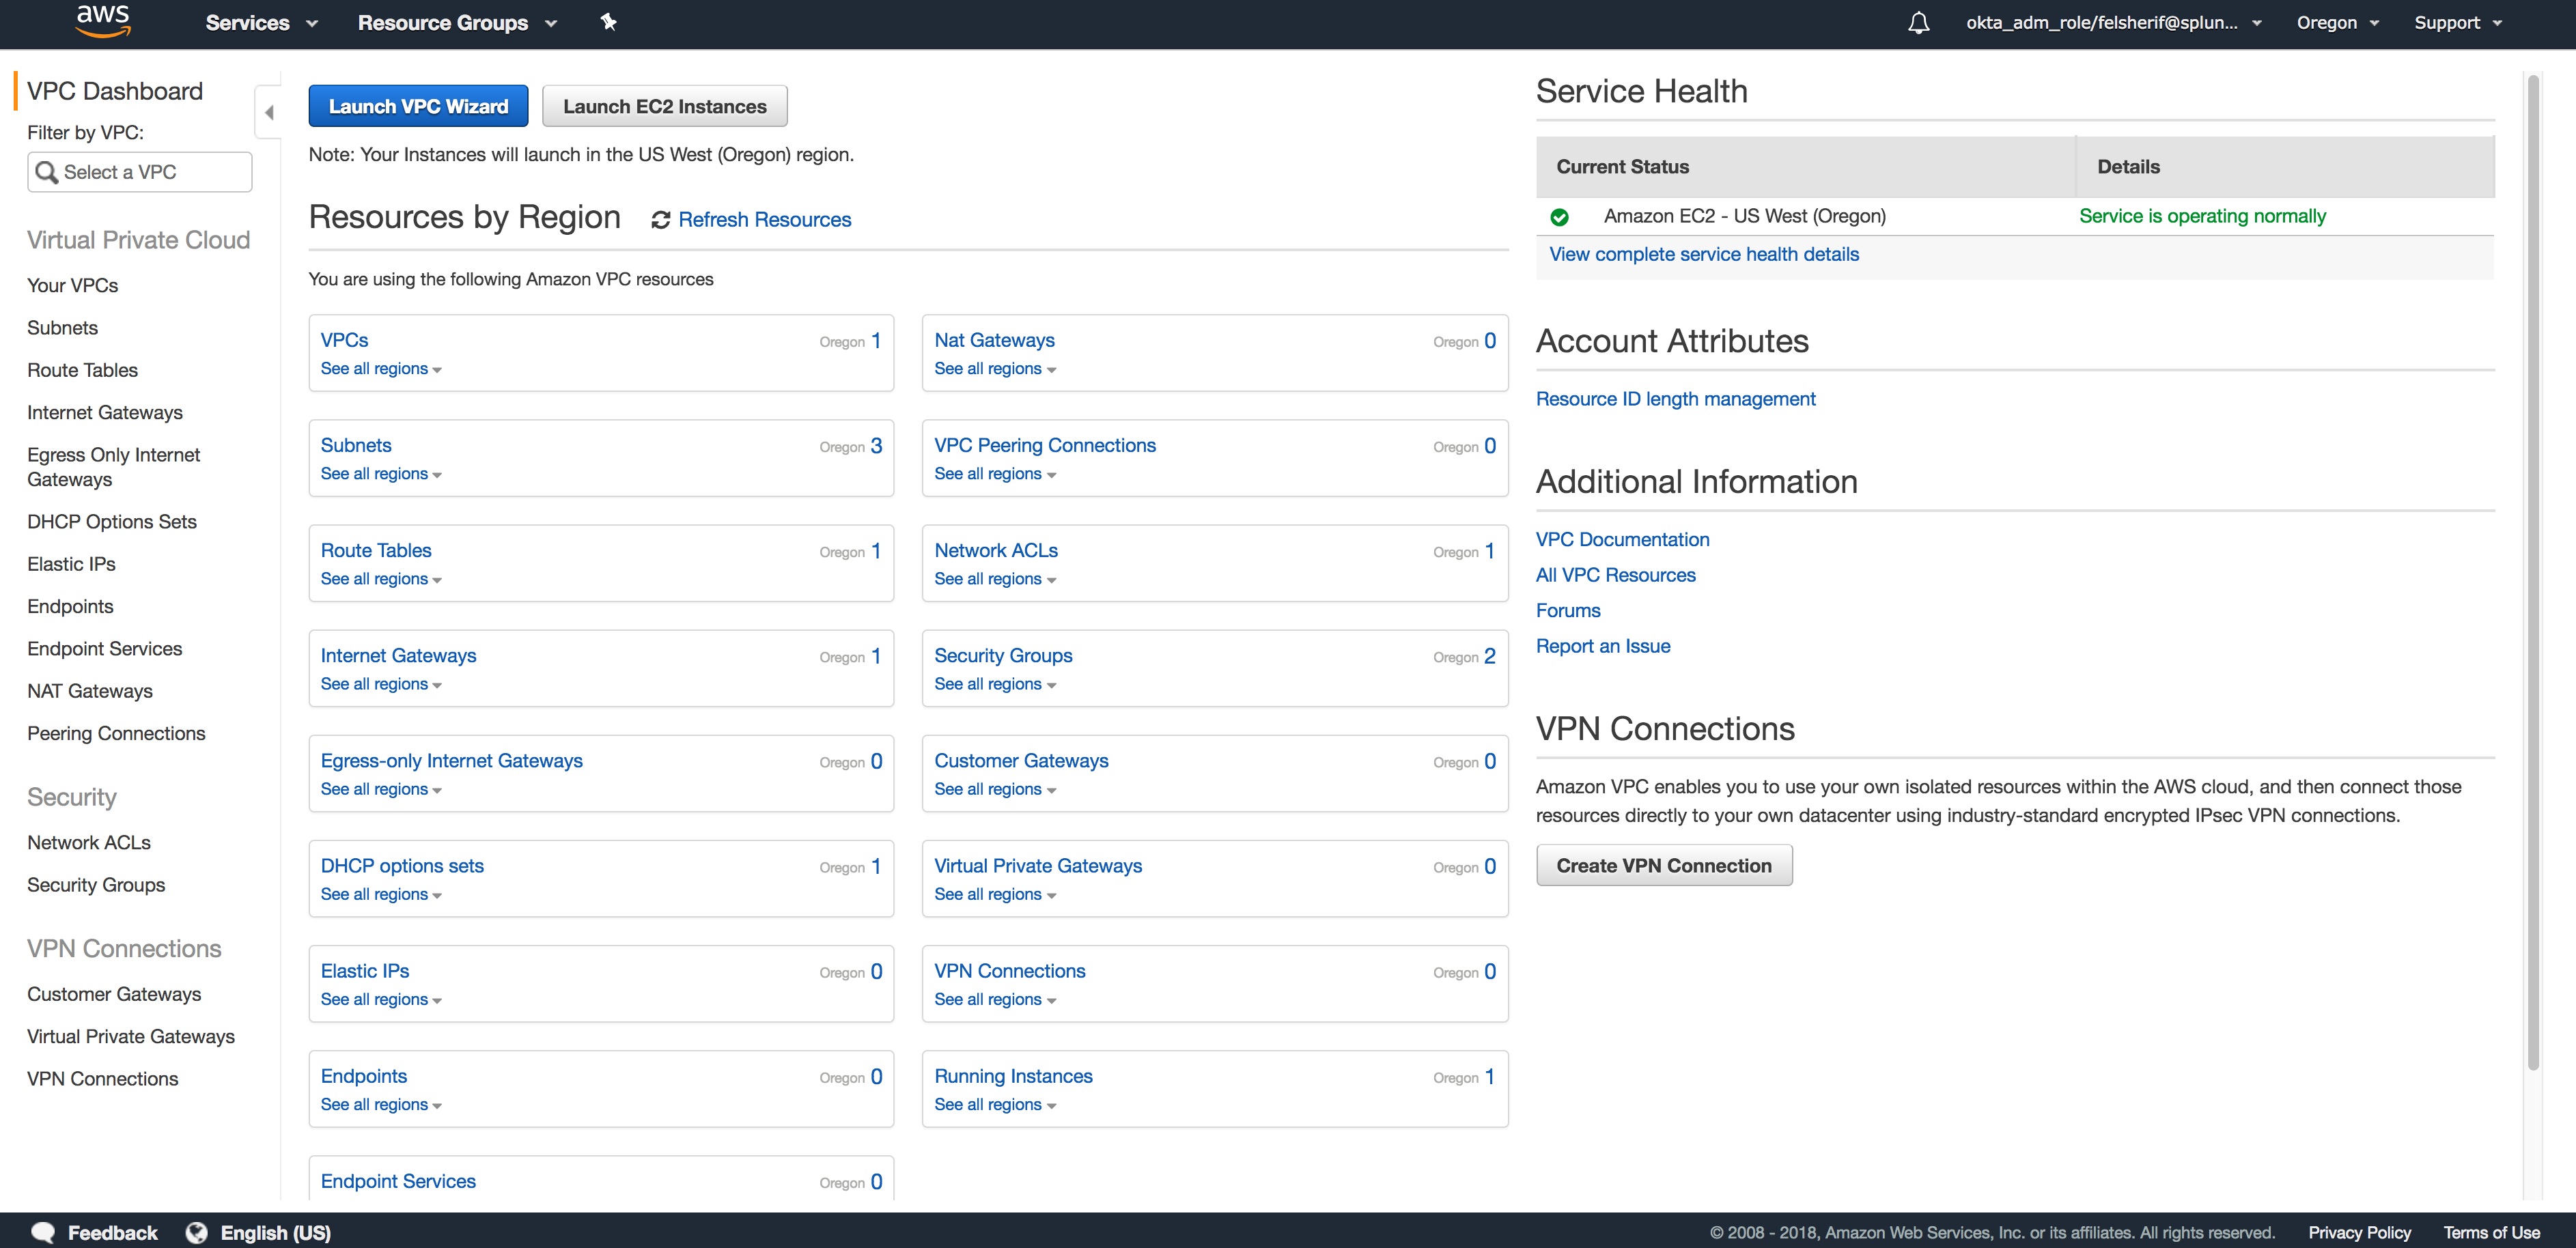 aws
Services
Resource Groups
okta_adm_role/felsherif@splun...
Oregon
Support
VPC Dashboard
Filter by VPC:
Select a VPC
Virtual Private Cloud
Your VPCs
Subnets
Route Tables
Internet Gateways
Egress Only Internet
Gateways
DHCP Options Sets
Elastic IPs
Endpoints
Endpoint Services
NAT Gateways
Peering Connections
Security
Network ACLs
Security Groups
VPN Connections
Customer Gateways
Virtual Private Gateways
VPN Connections
Launch VPC Wizard
Launch EC2 Instances
Note: Your Instances will launch in the US West (Oregon) region.
Resources by Region
Refresh Resources
You are using the following Amazon VPC resources
VPCs Oregon 1
See all regions
Nat Gateways Oregon 0
See all regions
Subnets Oregon 3
See all regions
VPC Peering Connections Oregon 0
See all regions
Route Tables Oregon 1
See all regions
Network ACLs Oregon 1
See all regions
Internet Gateways Oregon 1
See all regions
Security Groups Oregon 2
See all regions
Egress-only Internet Gateways Oregon 0
See all regions
Customer Gateways Oregon 0
See all regions
DHCP options sets Oregon 1
See all regions
Virtual Private Gateways Oregon 0
See all regions
Elastic IPs Oregon 0
See all regions
VPN Connections Oregon 0
See all regions
Endpoints Oregon 0
See all regions
Running Instances Oregon 1
See all regions
Endpoint Services Oregon 0
Service Health
Current Status Details
Amazon EC2 - US West (Oregon) Service is operating normally
View complete service health details
Account Attributes
Resource ID length management
Additional Information
VPC Documentation
All VPC Resources
Forums
Report an Issue
VPN Connections
Amazon VPC enables you to use your own isolated resources within the AWS cloud, and then connect those
resources directly to your own datacenter using industry-standard encrypted IPsec VPN connections.
Create VPN Connection
Feedback
English (US)
© 2008 - 2018, Amazon Web Services, Inc. or its affiliates. All rights reserved.
Privacy Policy
Terms of Use